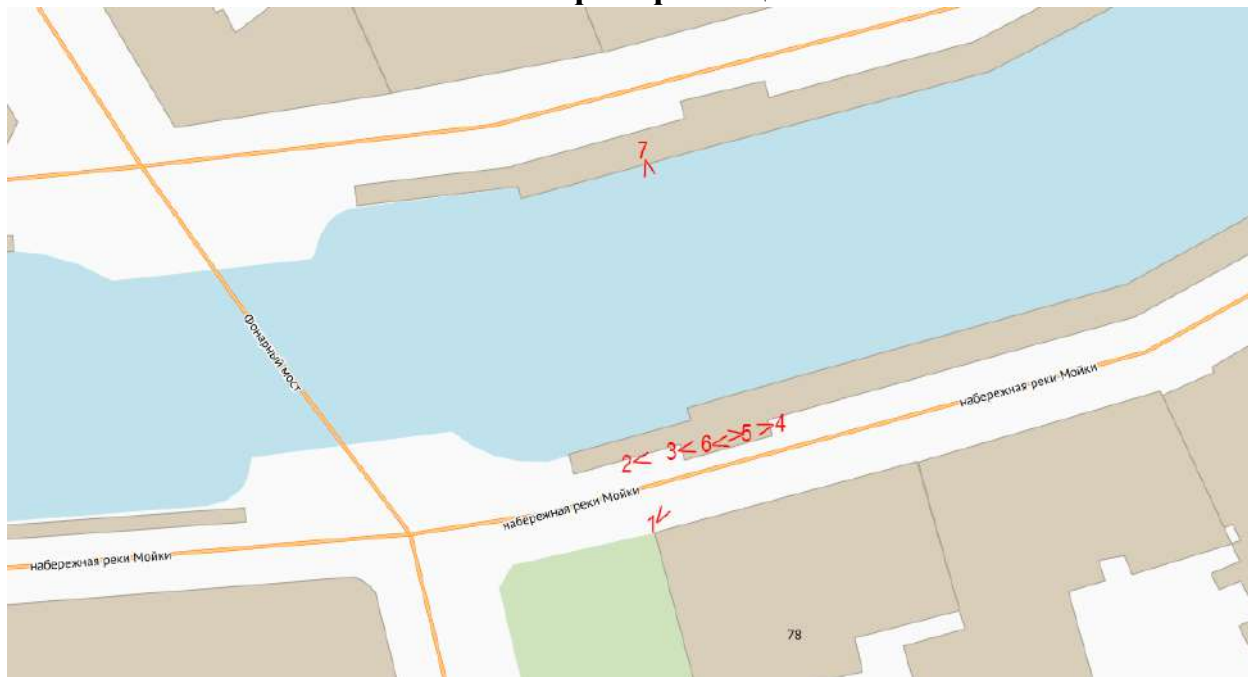 7
Фонарный мост
набережная реки Мойки
2< 3< 6<>5 >4
набережная реки Мойки
1
набережная реки Мойки
78